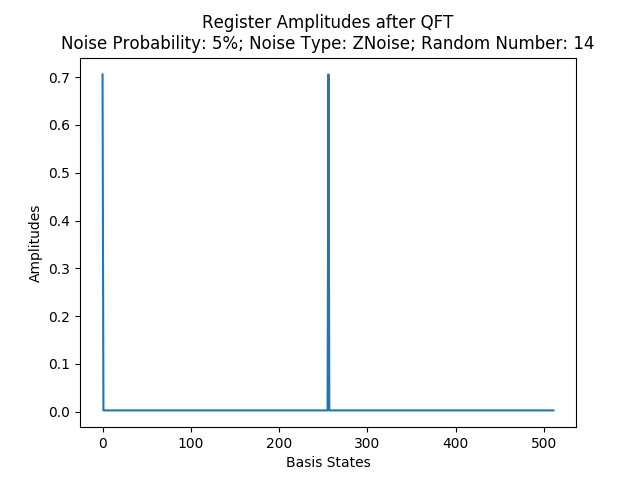 Register Amplitudes after QFT
Noise Probability: 5%; Noise Type: ZNoise; Random Number: 14
0.7
0.6
0.5
0.4
0.3
0.2
0.1
0.0
Amplitudes
0 100 200 300 400 500
Basis States